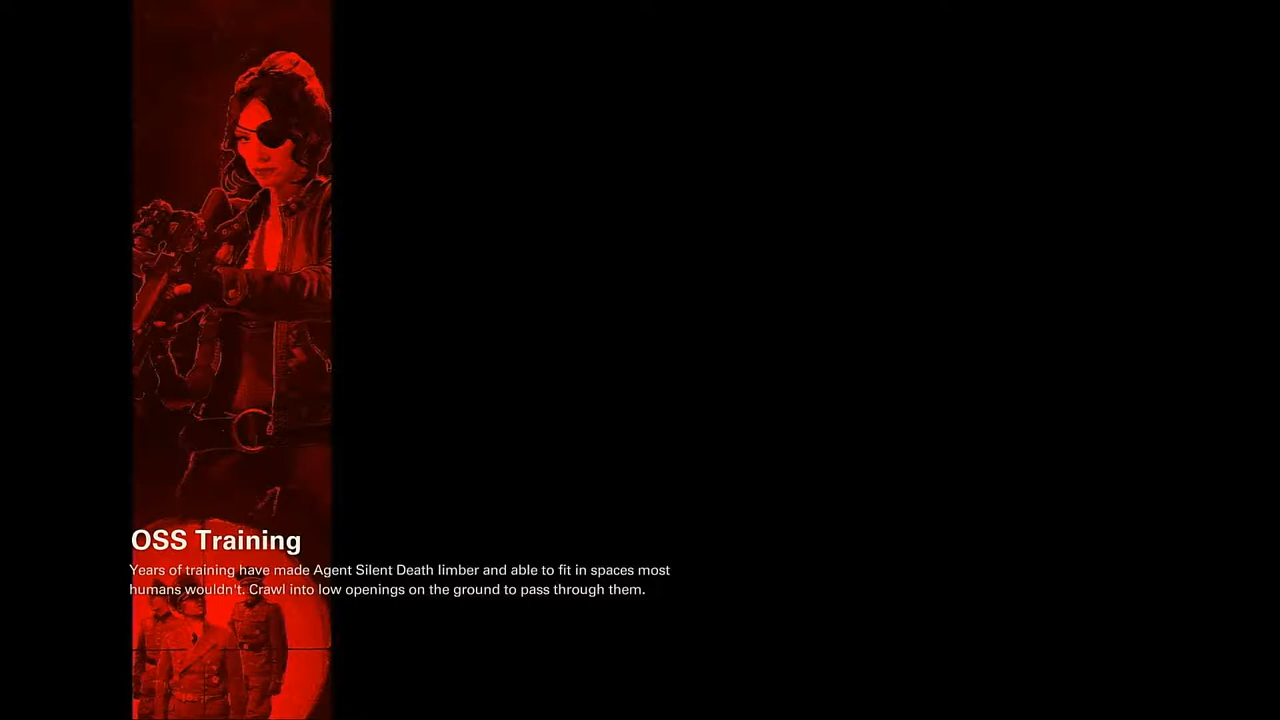 OSS Training
Years of training have made Agent Silent Death limber and able to fit in spaces most
humans wouldn't. Crawl into low openings on the ground to pass through them.